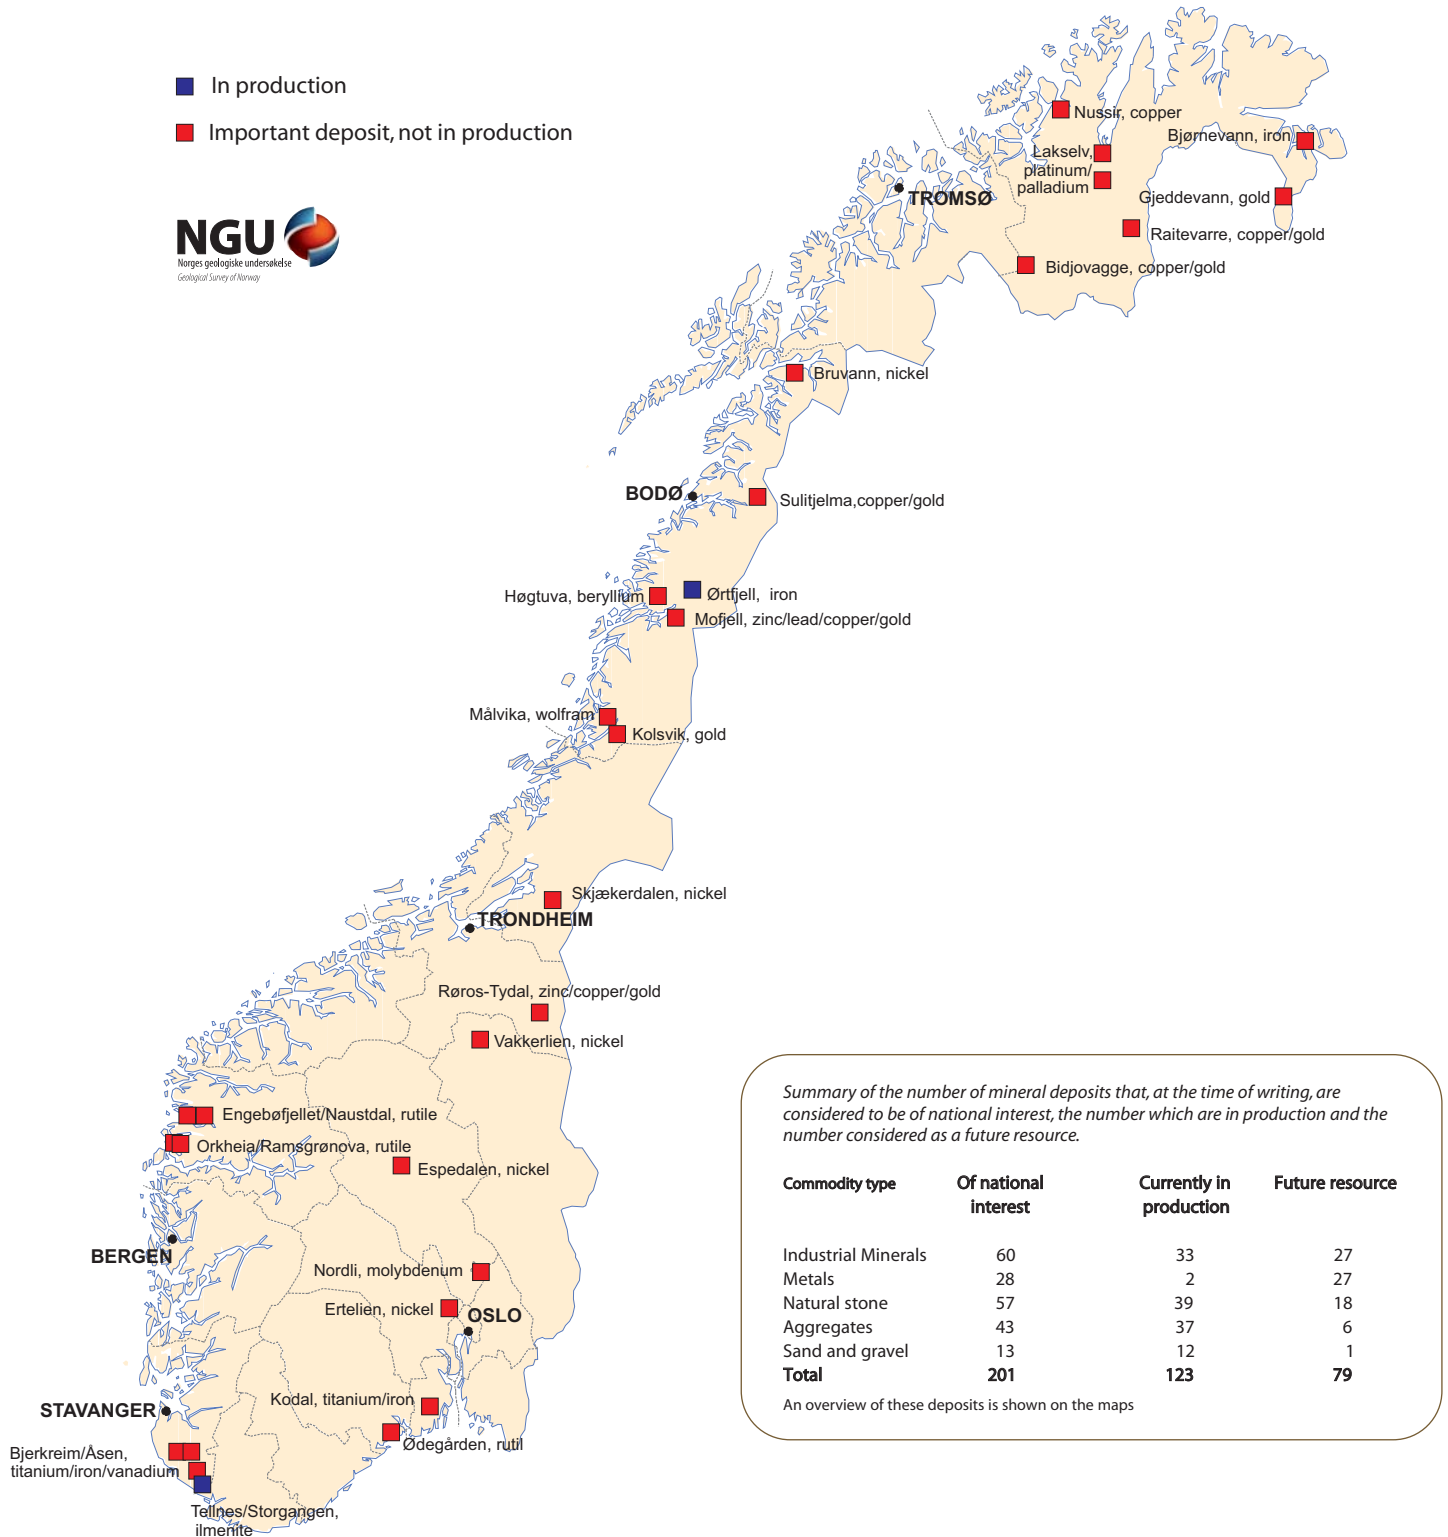 In production
Important deposit, not in production
NGU
Norges geologiske undersøkelse
Geological Survey of Norway
Nussir, copper
Bjørnevann, iron
Lakselv,
platinum/
palladium
TROMSØ
Gjeddevann, gold
Raitevarre, copper/gold
Bidjovagge, copper/gold
Bruvann, nickel
BODØ
Sulitjelma,copper/gold
Høgtuva, beryllium
Ørtfjell, iron
Mofjell, zinc/lead/copper/gold
Målvika, wolfram
Kolsvik, gold
Skjækerdalen, nickel
TRONDHEIM
Røros-Tydal, zinc/copper/gold
Vakkerlien, nickel
Engebøfjellet/Naustdal, rutile
Orkheia/Ramsgrønova, rutile
Espedalen, nickel
BERGEN
Nordli, molybdenum
Ertelien, nickel
OSLO
Kodal, titanium/iron
STAVANGER
Ødegården, rutil
Bjerkreim/Åsen,
titanium/iron/vanadium
Tellnes/Storgangen,
ilmenite
Summary of the number of mineral deposits that, at the time of writing, are
considered to be of national interest, the number which are in production and the
number considered as a future resource.
Commodity type Of national Currently in Future resource
interest production
Industrial Minerals 60 33 27
Metals 28 2 27
Natural stone 57 39 18
Aggregates 43 37 6
Sand and gravel 13 12 1
Total 201 123 79
An overview of these deposits is shown on the maps